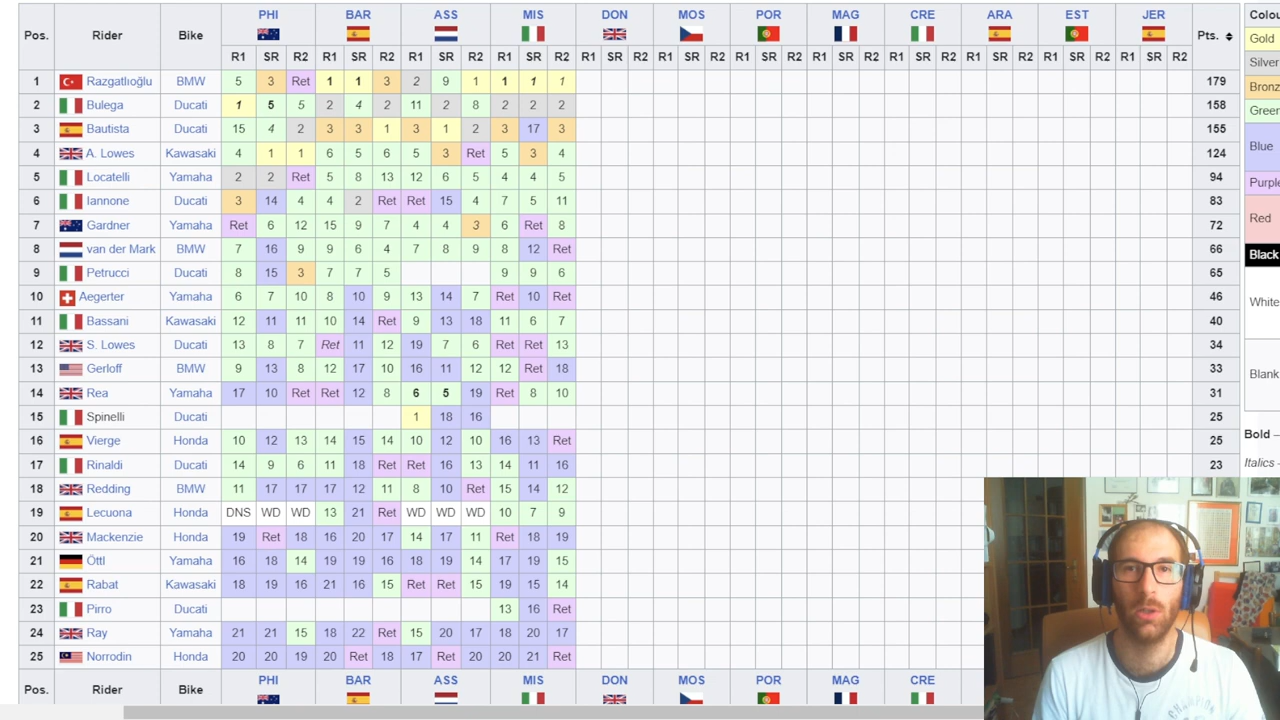 Pos. Rider Bike PHI BAR ASS MIS DON MOS POR MAG CRE ARA EST JER Pts. Colou
R1 SR R2 R1 SR R2 R1 SR R2 R1 SR R2 R1 SR R2 R1 SR R2 R1 SR R2 R1 SR R2 R1 SR R2 R1 SR R2 R1 SR R2 R1 SR R2
1 Razgatlıoğlu BMW 5 3 Ret 1 1 3 2 9 1 1 1 1 179
2 Bulega Ducati 1 5 5 2 4 2 11 2 8 2 2 2 158
3 Bautista Ducati 15 4 2 3 3 1 3 1 2 3 17 3 155
4 A. Lowes Kawasaki 4 1 1 6 5 6 5 3 Ret 5 3 4 124
5 Locatelli Yamaha 2 2 Ret 5 8 13 12 6 5 4 4 5 94
6 Iannone Ducati 3 14 4 4 2 Ret Ret 15 4 7 5 11 83
7 Gardner Yamaha Ret 6 12 15 9 7 4 4 3 6 Ret 8 72
8 van der Mark BMW 7 16 9 9 6 4 7 8 9 8 12 Ret 66
9 Petrucci Ducati 8 15 3 7 7 5 9 9 6 65
10 Aegerter Yamaha 6 7 10 8 10 9 13 14 7 Ret 10 Ret 46
11 Bassani Kawasaki 12 11 11 10 14 Ret 9 13 18 11 6 7 40
12 S. Lowes Ducati 13 8 7 Ret 11 12 19 7 6 Ret Ret 13 34
13 Gerloff BMW 9 13 8 12 17 10 16 11 12 12 Ret 18 33
14 Rea Yamaha 17 10 Ret Ret 12 8 6 5 19 Ret 8 10 31
15 Spinelli Ducati 1 18 16 25
16 Vierge Honda 10 12 13 14 15 14 10 12 10 16 13 Ret 25
17 Rinaldi Ducati 14 9 6 11 18 Ret Ret 16 13 14 11 16 23
18 Redding BMW 11 17 17 17 12 11 8 10 Ret 15 14 12
19 Lecuona Honda DNS WD WD 13 21 Ret WD WD WD 10 7 9
20 Mackenzie Honda 19 Ret 18 16 20 17 14 17 11 Ret 18 19
21 Öttl Yamaha 16 18 14 19 19 16 18 19 14 17 19 15
22 Rabat Kawasaki 18 19 16 21 16 15 Ret Ret 15 19 15 14
23 Pirro Ducati 13 16 Ret
24 Ray Yamaha 21 21 15 18 22 Ret 15 20 17 18 20 17
25 Norrodin Honda 20 20 19 20 Ret 18 17 Ret 20 20 21 Ret
Pos. Rider Bike PHI BAR ASS MIS DON MOS POR MAG CRE
Gold
Silver
Bronz
Green
Blue
Purple
Red
Black
White
Blank
Bold –
Italics –
CHAMPION